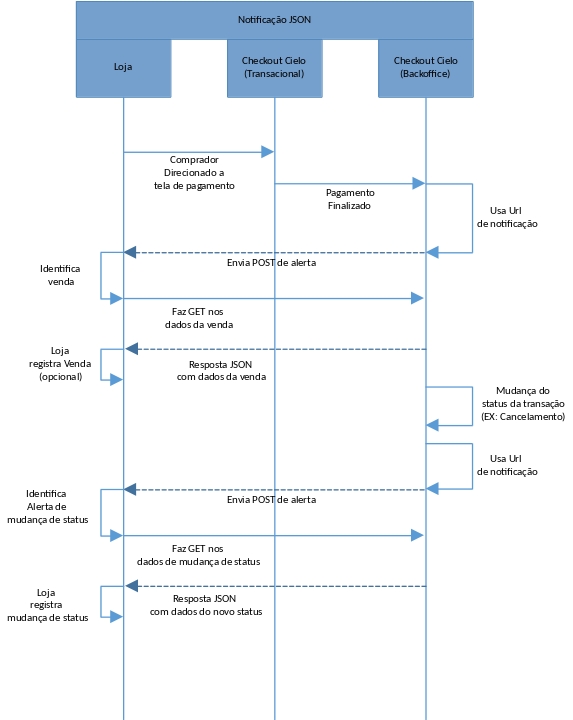 Notificação JSON
Loja
Checkout Cielo
(Transacional)
Checkout Cielo
(Backoffice)
Comprador
Direcionado a
tela de pagamento
Pagamento
Finalizado
Usa Url
de notificação
Envia POST de alerta
Identifica
venda
Faz GET nos
dados da venda
Loja
registra Venda
(opcional)
Resposta JSON
com dados da venda
Mudança do
status da transação
(EX: Cancelamento)
Usa Url
de notificação
Envia POST de alerta
Identifica
Alerta de
mudança de status
Faz GET nos
dados de mudança de status
Loja
registra
mudança de status
Resposta JSON
com dados do novo status